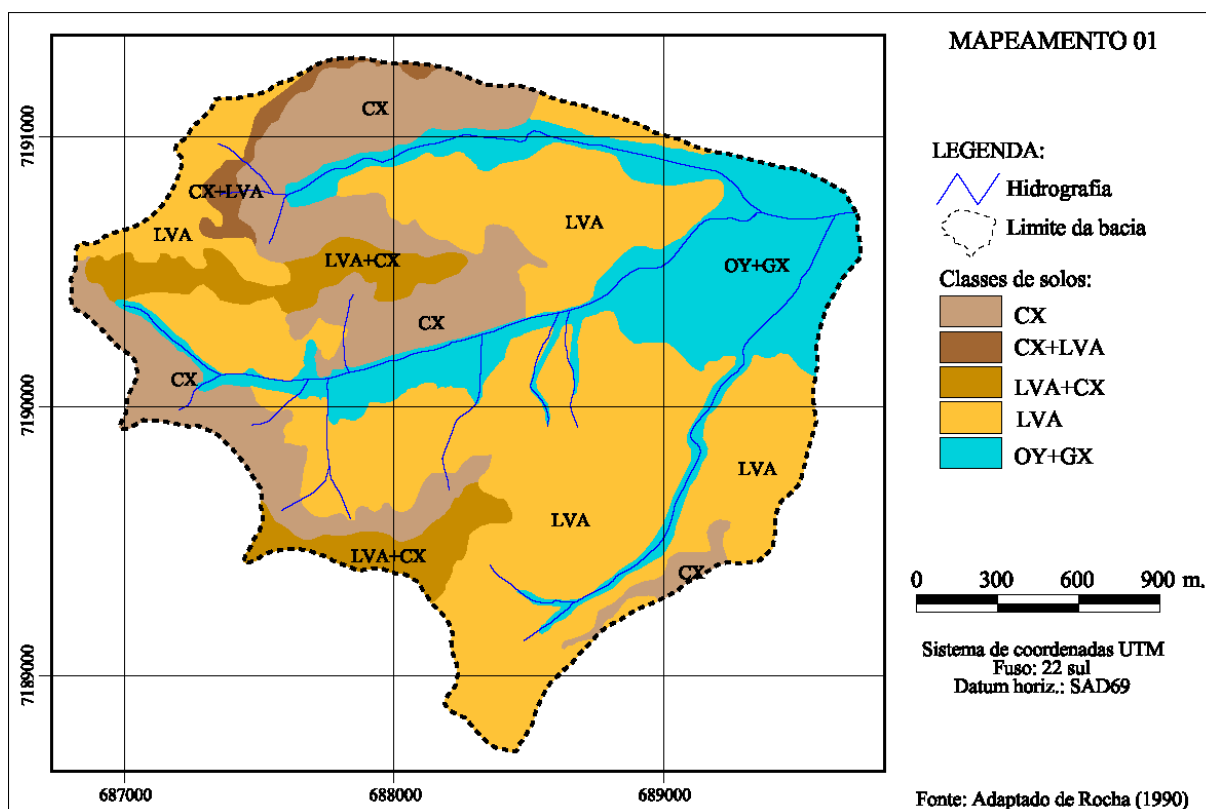 MAPEAMENTO 01
7191000
7190000
7189000
CX
CX+LVA
LVA
LVA
LVA+CX
OY+GX
CX
CX
LVA
LVA
LVA+CX
CX
687000
688000
689000
LEGENDA:
Hidrografia
Limite da bacia
Classes de solos:
CX
CX+LVA
LVA+CX
LVA
OY+GX
0 300 600 900 m.
Sistema de coordenadas UTM
Fuso: 22 sul
Datum horiz.: SAD69
Fonte: Adaptado de Rocha (1990)